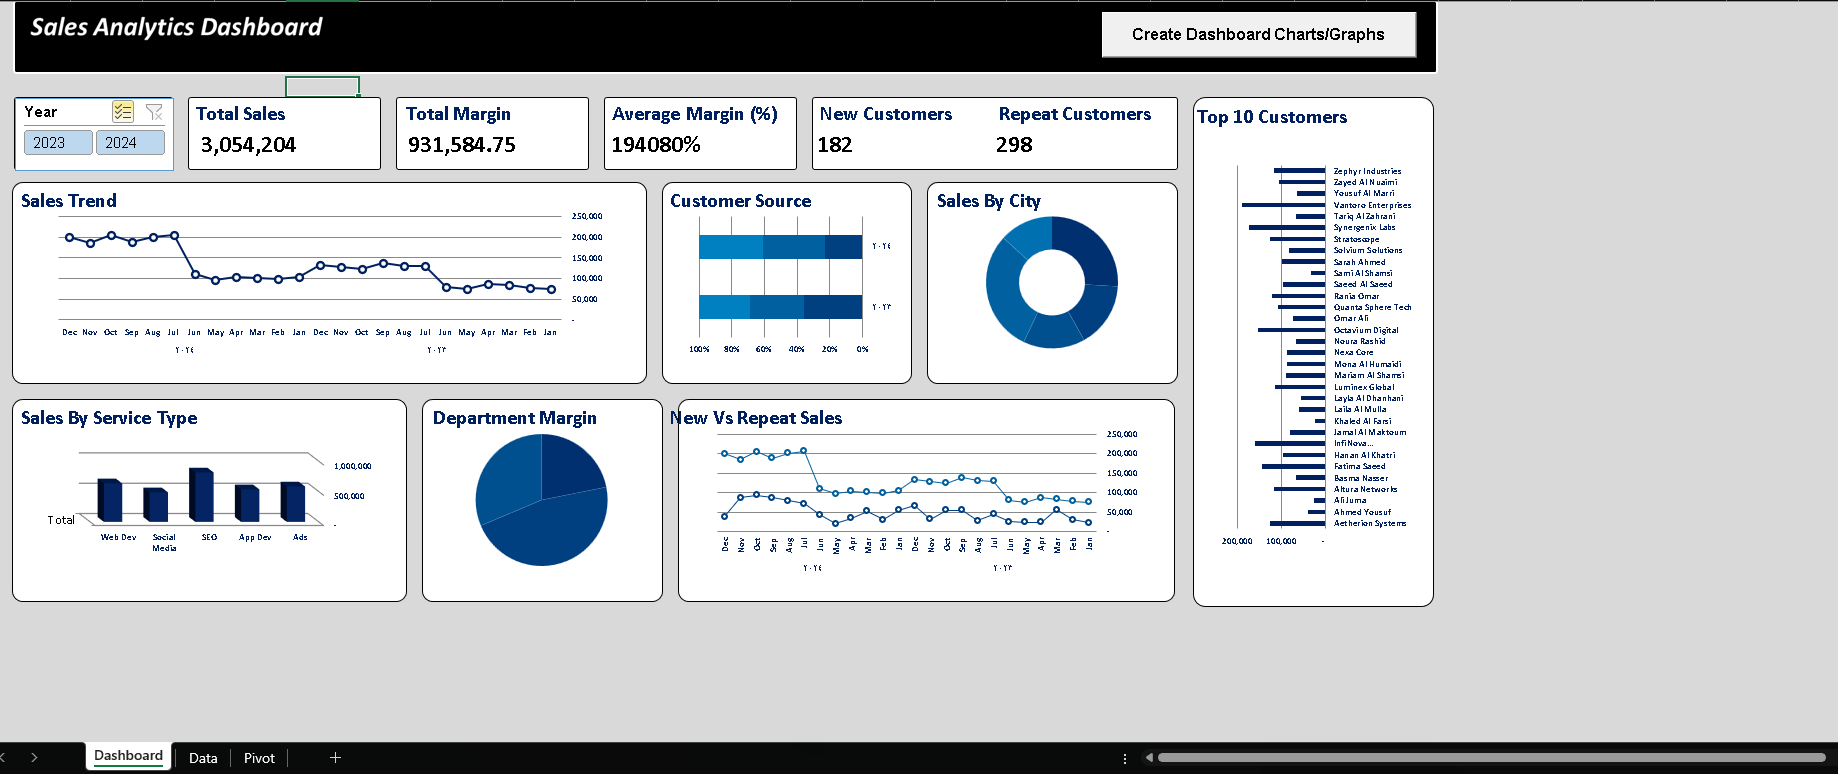 Sales Analytics Dashboard
Create Dashboard Charts/Graphs
Year
2023 2024
Total Sales
3,054,204
Total Margin
931,584.75
Average Margin (%)
194080%
New Customers Repeat Customers
182 298
Top 10 Customers
Zephyr Industries
Zayed Al Nuaimi
Yousuf Al Marri
Vantoro Enterprises
Tariq Al Zahrani
Synergenix Labs
Stratoscape
Solvium Solutions
Sarah Ahmed
Sami Al Shamsi
Saeed Al Saeed
Rania Omar
Quanta Sphere Tech
Omar Ali
Octavium Digital
Noura Rashid
Nexa Core
Mona Al Humaidi
Mariam Al Shamsi
Luminex Global
Layla Al Dhanhani
Laila Al Mulla
Khaled Al Farsi
Jamal Al Maktoum
InfiNova...
Hanan Al Khatri
Fatima Saeed
Basma Nasser
Altura Networks
Ali Juma
Ahmed Yousuf
Aetherion Systems
200,000 100,000 -
Sales Trend
250,000
200,000
150,000
100,000
50,000
-
Dec Nov Oct Sep Aug Jul Jun May Apr Mar Feb Jan Dec Nov Oct Sep Aug Jul Jun May Apr Mar Feb Jan
٢٠٢٤ ٢٠٢٣
Customer Source
٢٠٢٤
٢٠٢٣
100% 80% 60% 40% 20% 0%
Sales By City
Sales By Service Type
1,000,000
500,000
-
Total
Web Dev Social Media SEO App Dev Ads
Department Margin
New Vs Repeat Sales
250,000
200,000
150,000
100,000
50,000
-
Dec Nov Oct Sep Aug Jul Jun May Apr Mar Feb Jan Dec Nov Oct Sep Aug Jul Jun May Apr Mar Feb Jan
٢٠٢٤ ٢٠٢٣
Dashboard Data Pivot